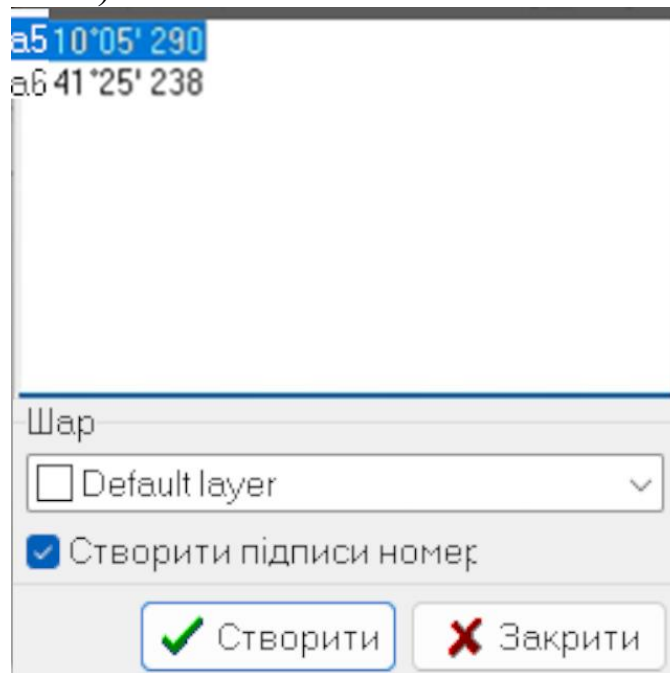 а5 10°05' 290
а6 41°25' 238
Шар
Default layer
Створити підписи номер
Створити Закрити